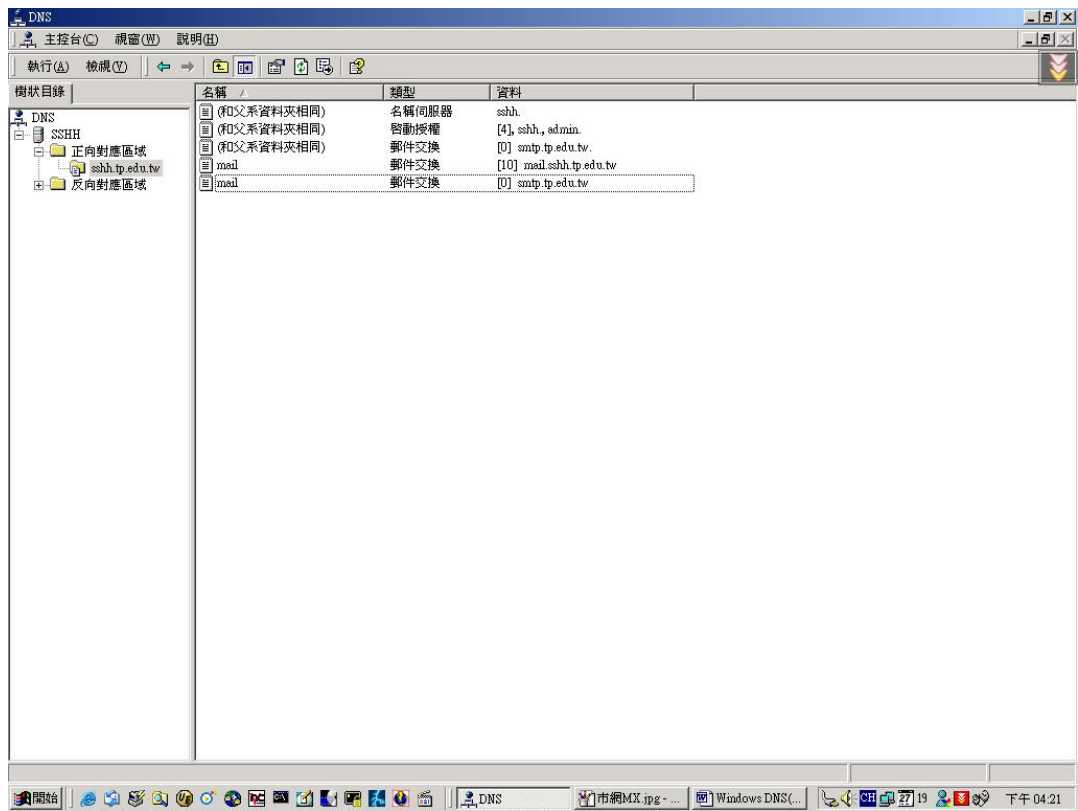 DNS
主控台(C) 視窗(W) 說明(H)
執行(A) 檢視(V)
樹狀目錄
DNS
SSHH
正向對應區域
sshh.tp.edu.tw
反向對應區域
名稱 類型 資料
(和父系資料夾相同) 名稱伺服器 sshh.
(和父系資料夾相同) 啟動授權 [4], sshh., admin.
(和父系資料夾相同) 郵件交換 [0] smtp.tp.edu.tw.
mail 郵件交換 [10] mail.sshh.tp.edu.tw
mail 郵件交換 [0] smtp.tp.edu.tw
開始 DNS 市網MX.jpg - ... Windows DNS(... CH 27 19 下午 04:21